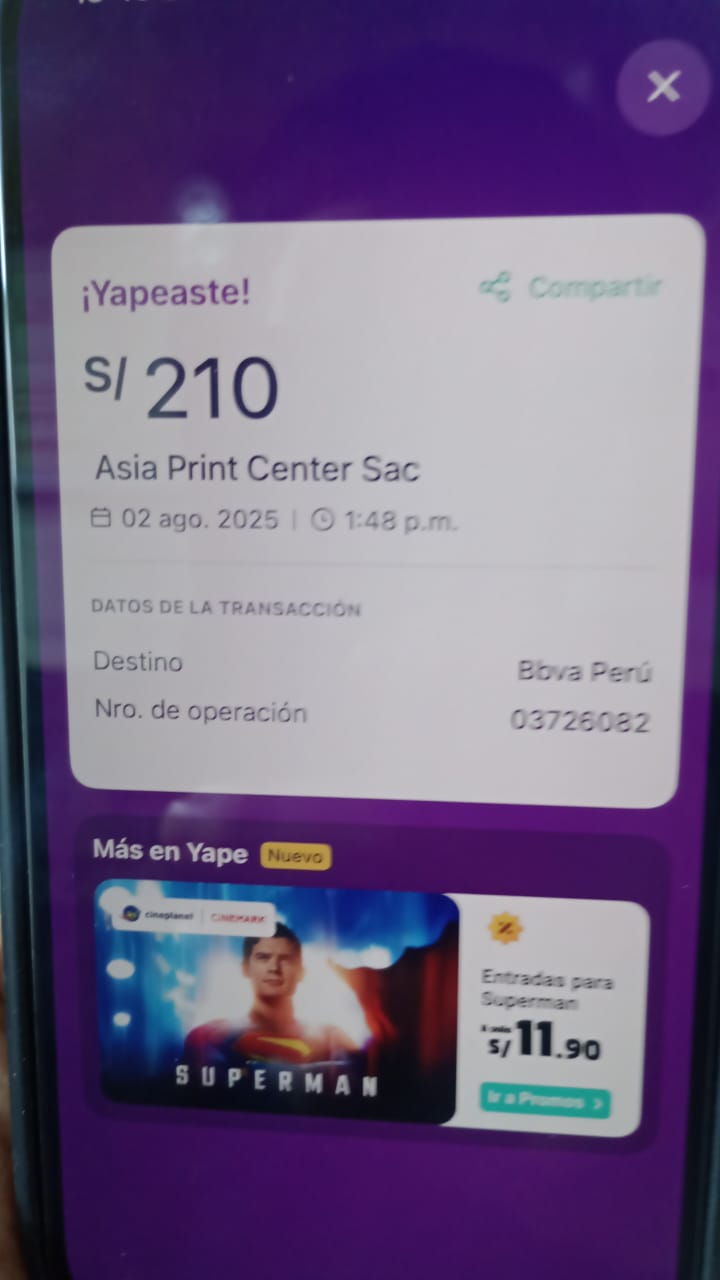 ¡Yapeaste!
Compartir
S/ 210
Asia Print Center Sac
02 ago. 2025 | 1:48 p.m.
DATOS DE LA TRANSACCIÓN
Destino Bbva Perú
Nro. de operación 03726082
Más en Yape Nuevo
cineplanet | CINEMARK
SUPERMAN
Entradas para
Superman
S/ 11.90
Ir a Promos >